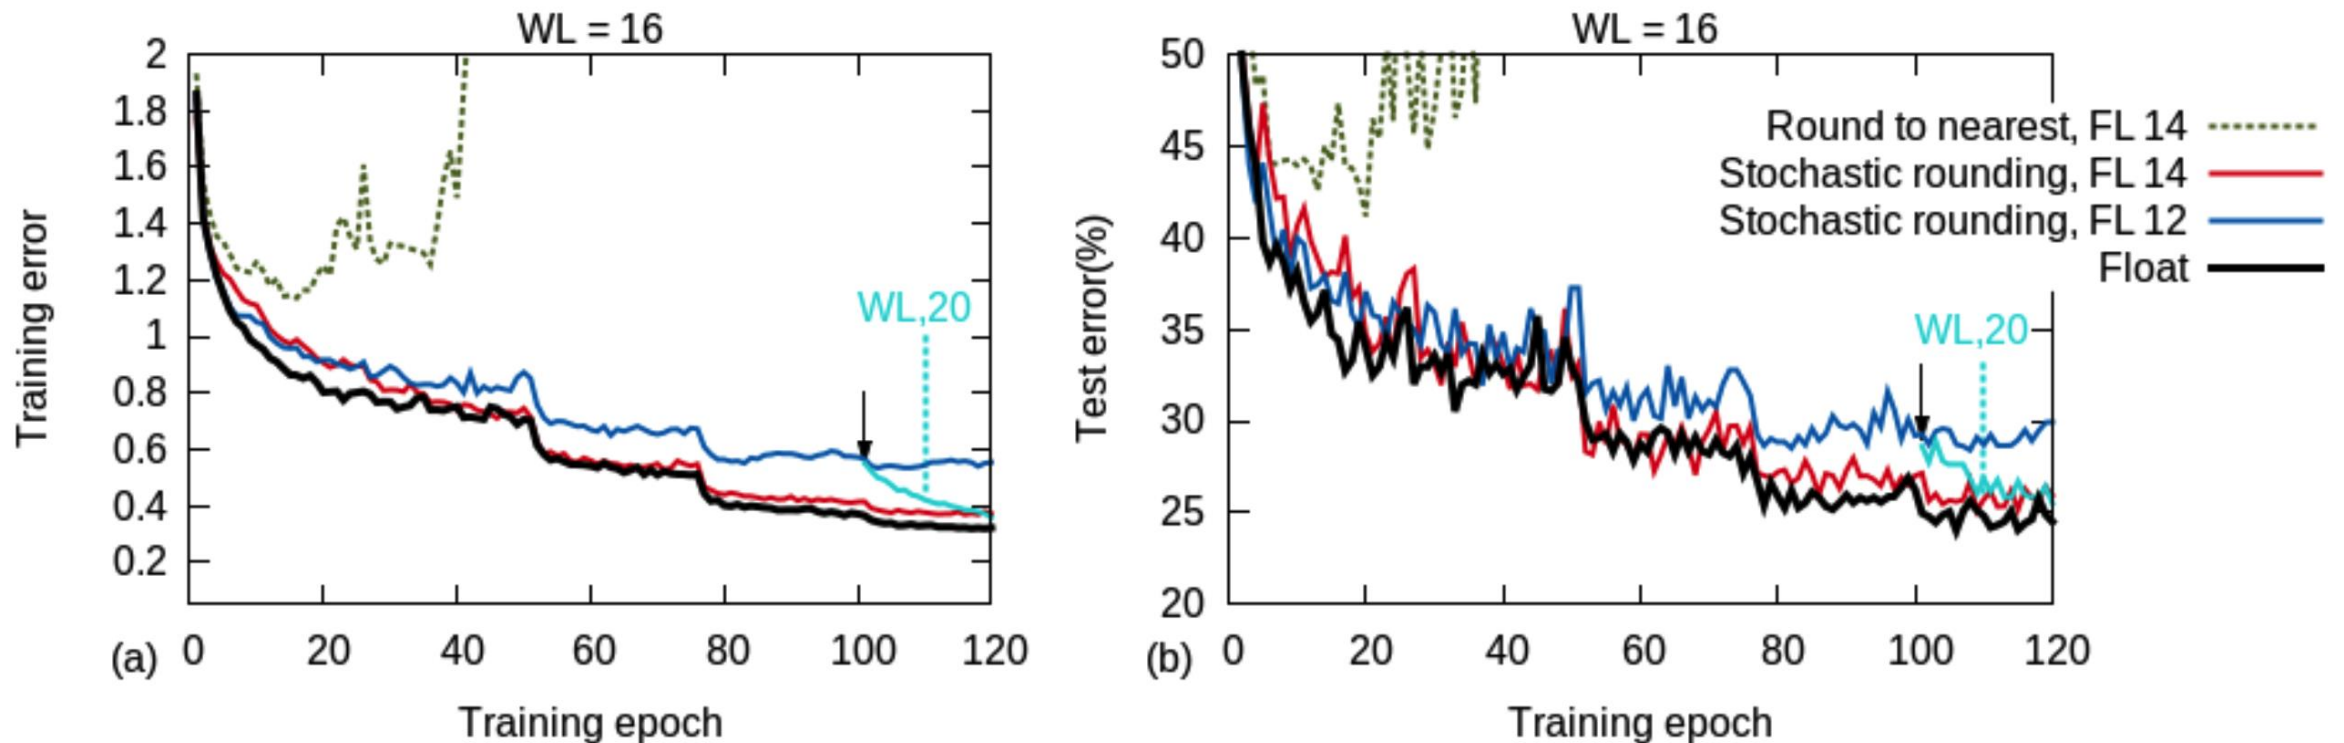 WL = 16
2
1.8
1.6
1.4
1.2
1
0.8
0.6
0.4
0.2
Training error
WL,20
(a) 0 20 40 60 80 100 120
Training epoch
WL = 16
50
45
40
35
30
25
20
Test error(%)
Round to nearest, FL 14
Stochastic rounding, FL 14
Stochastic rounding, FL 12
Float
WL,20
(b) 0 20 40 60 80 100 120
Training epoch